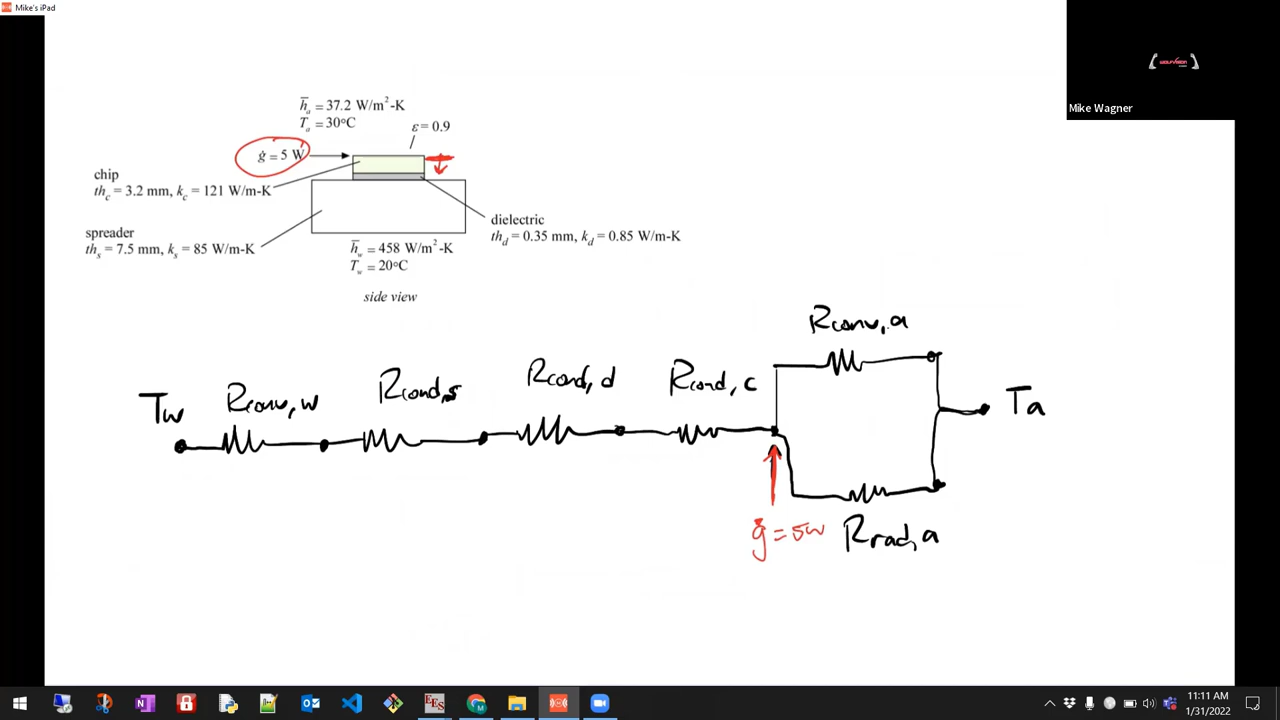 Mike's iPad
Mike Wagner
h̅a = 37.2 W/m²-K
Ta = 30°C
ε = 0.9
ġ = 5 W
chip
thc = 3.2 mm, kc = 121 W/m-K
dielectric
thd = 0.35 mm, kd = 0.85 W/m-K
spreader
ths = 7.5 mm, ks = 85 W/m-K
h̅w = 458 W/m²-K
Tw = 20°C
side view
Rconv,a
Rcond,d
Rcond,c
Rcond,s
Rconv,w
Tw
Ta
ġ = 5W
Rrad,a
EES
11:11 AM
1/31/2022